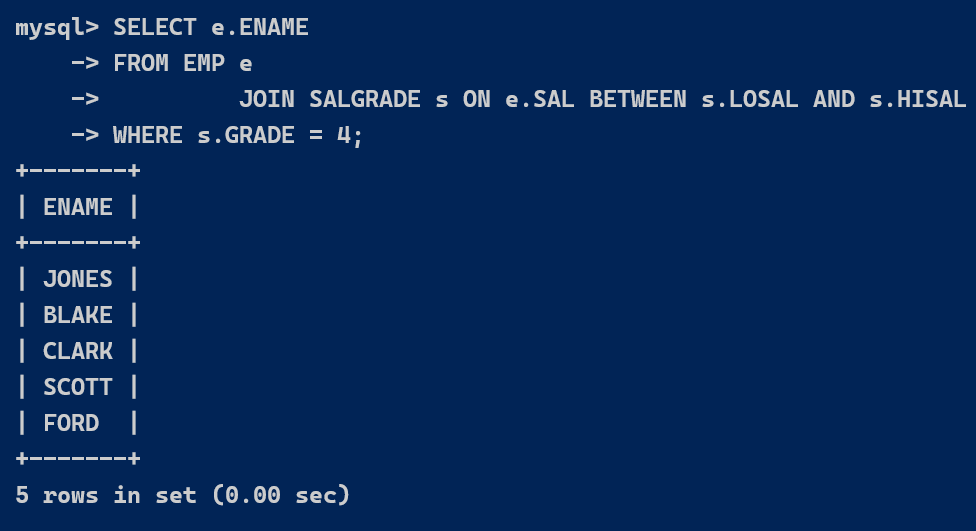 mysql> SELECT e.ENAME
    -> FROM EMP e
    ->          JOIN SALGRADE s ON e.SAL BETWEEN s.LOSAL AND s.HISAL
    -> WHERE s.GRADE = 4;
+-------+
| ENAME |
+-------+
| JONES |
| BLAKE |
| CLARK |
| SCOTT |
| FORD  |
+-------+
5 rows in set (0.00 sec)